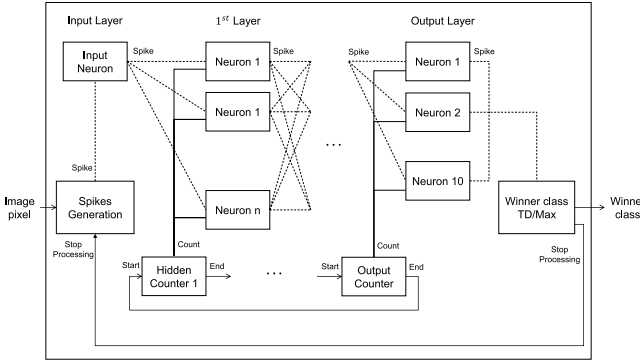 Input Layer
1st Layer
Output Layer
Input
Neuron
Spike
Neuron 1
Spike
Neuron 1
Spike
Neuron 1
Neuron 2
...
Spike
Neuron 10
Image
pixel
Spikes
Generation
Neuron n
Winner class
TD/Max
Winner
class
Stop
Processing
Count
Count
Stop
Processing
Start
Hidden
Counter 1
End
...
Start
Output
Counter
End